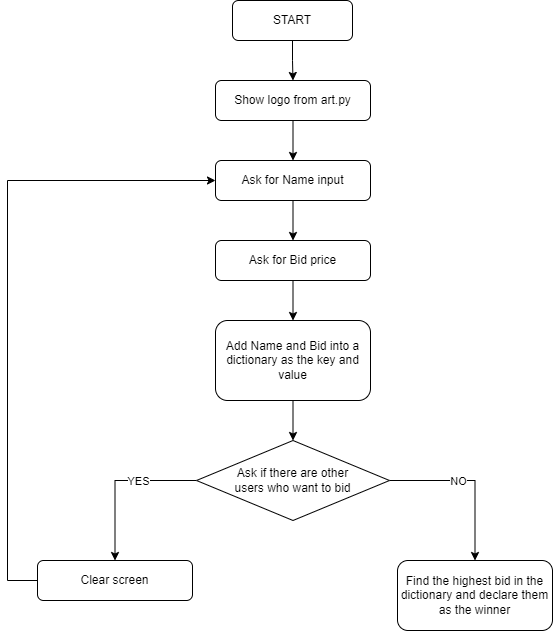 START
Show logo from art.py
Ask for Name input
Ask for Bid price
Add Name and Bid into a
dictionary as the key and
value
Ask if there are other
users who want to bid
YES
NO
Clear screen
Find the highest bid in the
dictionary and declare them
as the winner